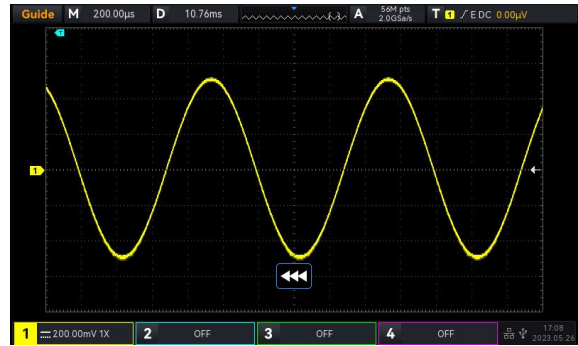 Guide M 200.00μs D 10.76ms A 56M pts 2.0GSa/s T 1 E DC 0.00μV
T
1
1 200.00mV 1X 2 OFF 3 OFF 4 OFF 17:08
2023.05.26